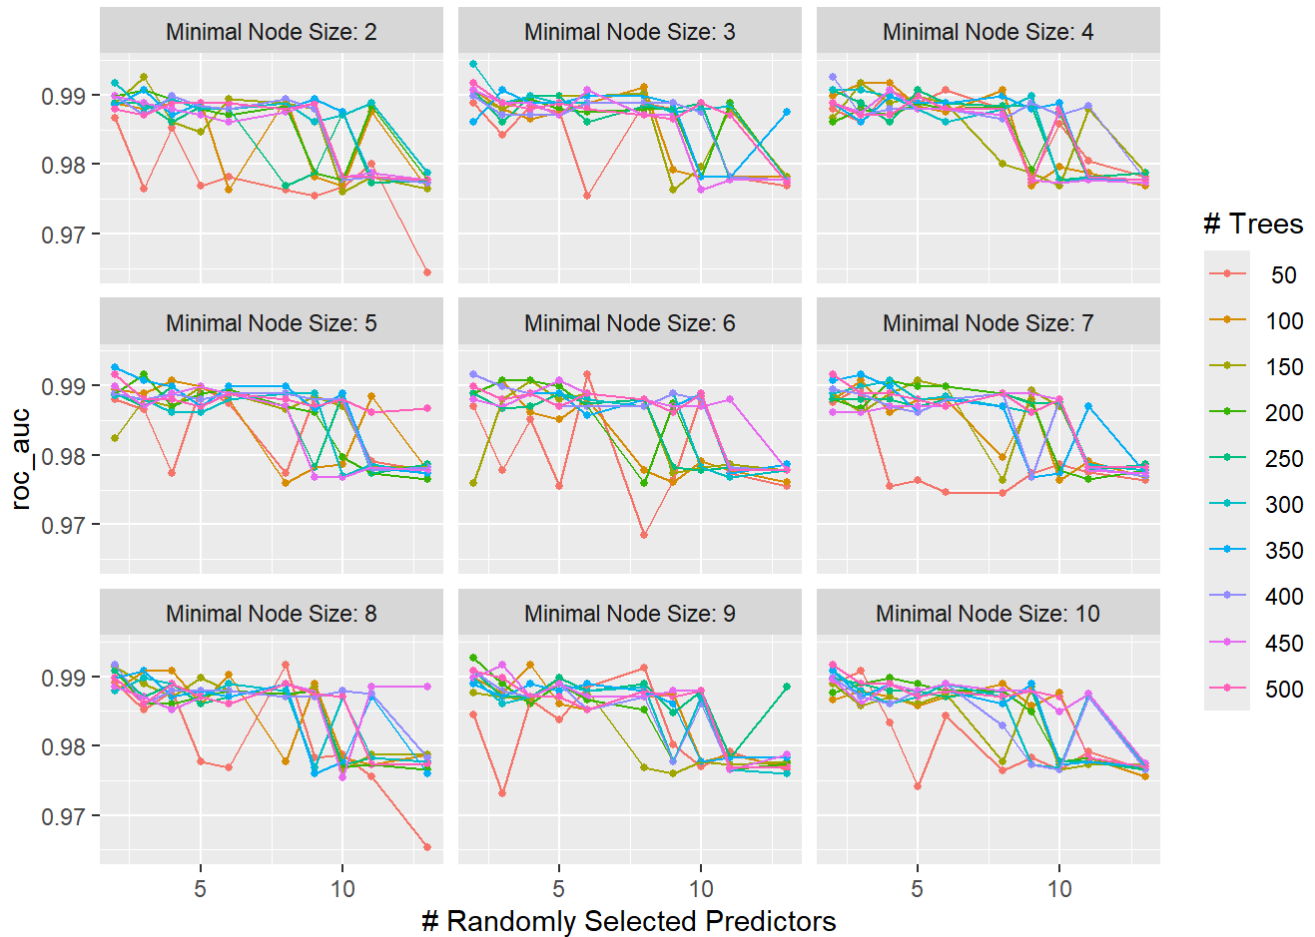 Minimal Node Size: 2
Minimal Node Size: 3
Minimal Node Size: 4
0.99
0.98
0.97
Minimal Node Size: 5
Minimal Node Size: 6
Minimal Node Size: 7
0.99
0.98
0.97
Minimal Node Size: 8
Minimal Node Size: 9
Minimal Node Size: 10
0.99
0.98
0.97
5
10
5
10
5
10
# Randomly Selected Predictors
roc_auc
# Trees
50
100
150
200
250
300
350
400
450
500